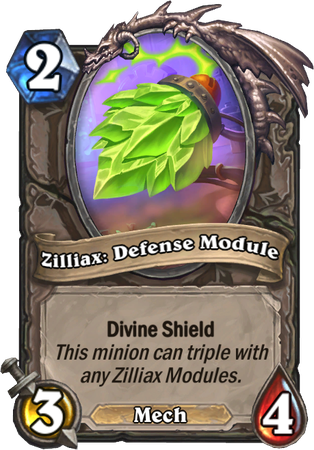 2
Zilliax: Defense Module
Divine Shield
This minion can triple with
any Zilliax Modules.
3
Mech
4